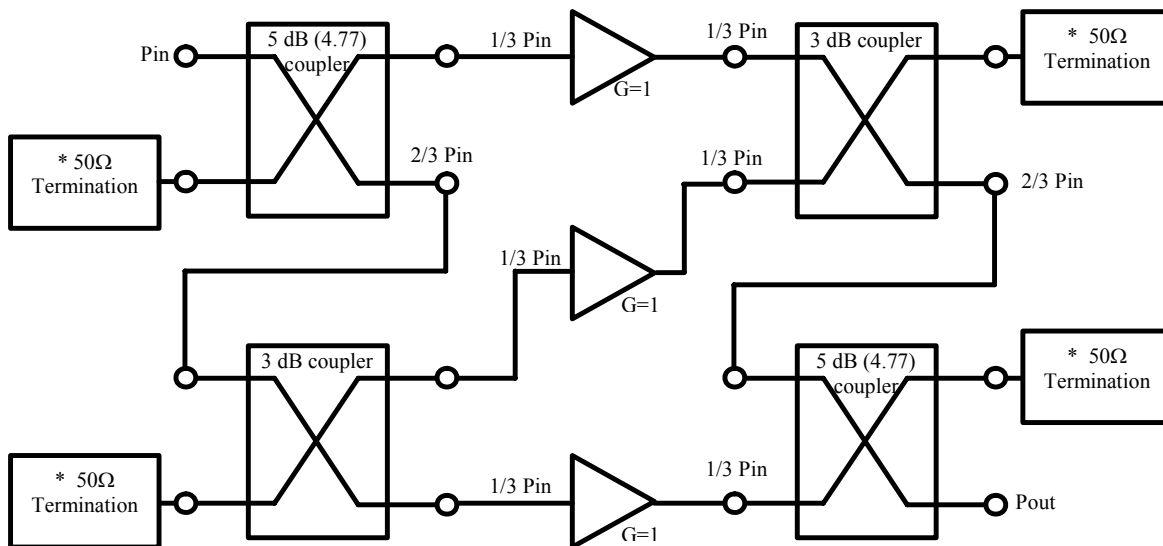 Pin
5 dB (4.77)
coupler
1/3 Pin
G=1
1/3 Pin
3 dB coupler
* 50Ω
Termination
* 50Ω
Termination
2/3 Pin
1/3 Pin
2/3 Pin
1/3 Pin
G=1
3 dB coupler
5 dB (4.77)
coupler
* 50Ω
Termination
* 50Ω
Termination
1/3 Pin
G=1
1/3 Pin
Pout